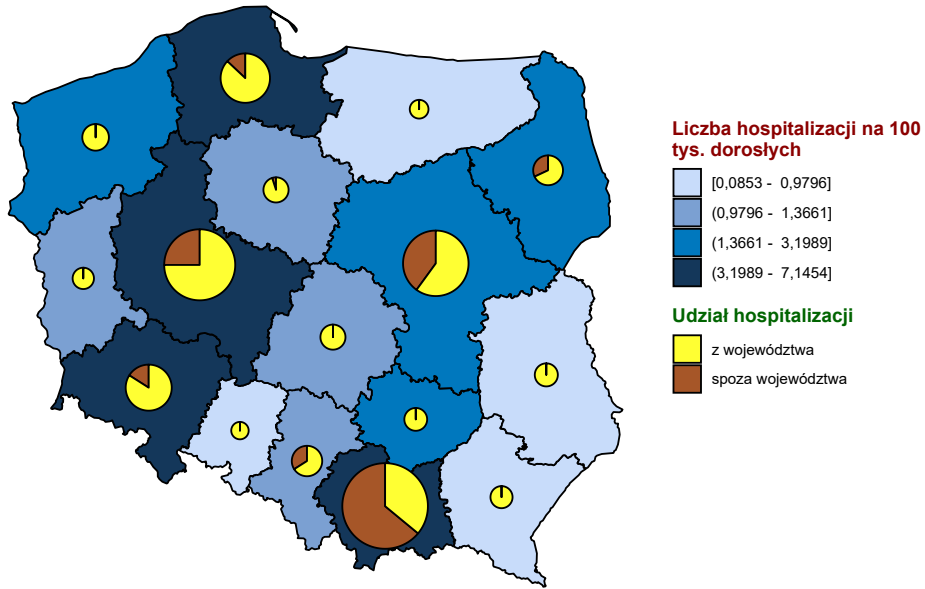 Liczba hospitalizacji na 100
tys. dorosłych
[0,0853 - 0,9796]
(0,9796 - 1,3661]
(1,3661 - 3,1989]
(3,1989 - 7,1454]
Udział hospitalizacji
z województwa
spoza województwa